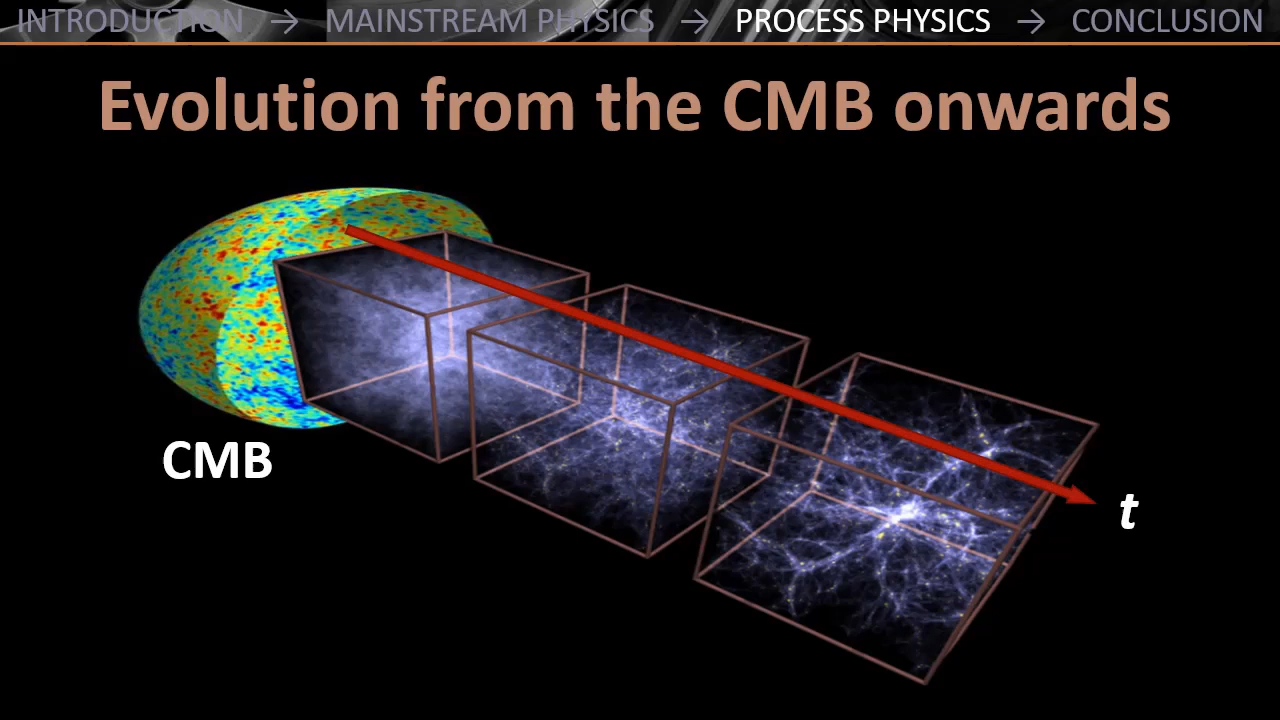 INTRODUCTION → MAINSTREAM PHYSICS → PROCESS PHYSICS → CONCLUSION
Evolution from the CMB onwards
CMB
t